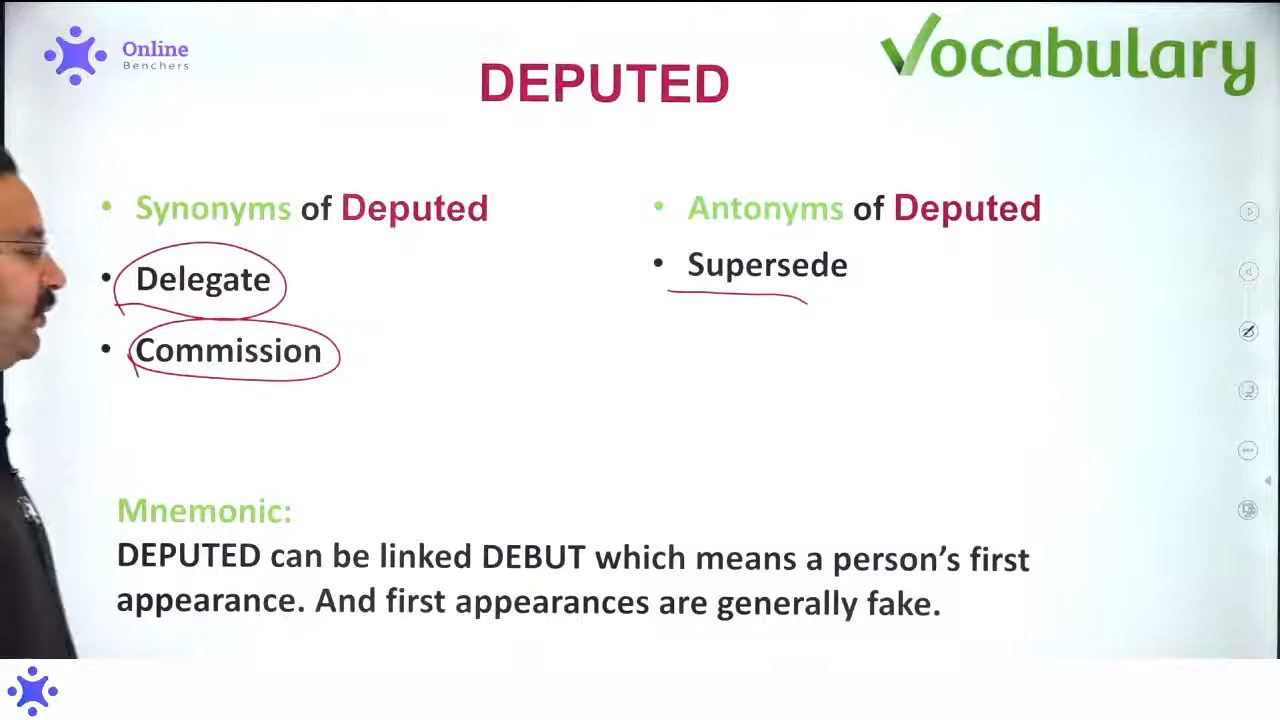 Online
Benchers
DEPUTED
Vocabulary
• Synonyms of Deputed
• Delegate
• Commission
• Antonyms of Deputed
• Supersede
Mnemonic:
DEPUTED can be linked DEBUT which means a person's first
appearance. And first appearances are generally fake.